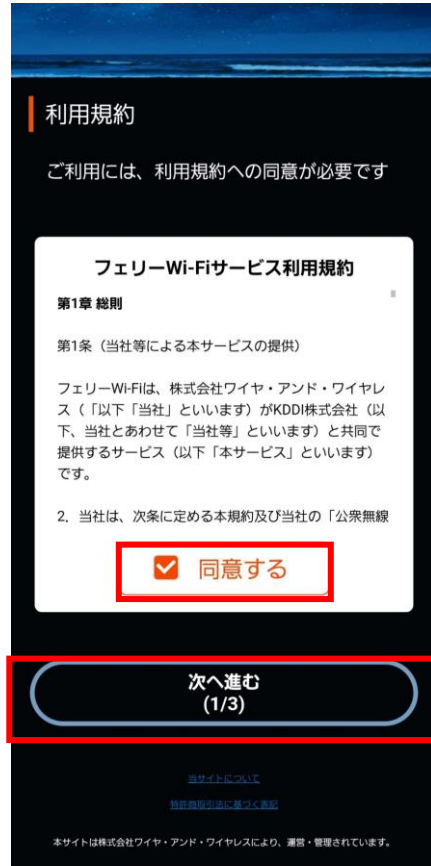 利用規約
ご利用には、利用規約への同意が必要です
フェリーWi-Fiサービス利用規約
第1章 総則
第1条（当社等による本サービスの提供）
フェリーWi-Fiは、株式会社ワイヤ・アンド・ワイヤレ
ス（「以下「当社」といいます）がKDDI株式会社（以
下、当社とあわせて「当社等」といいます）と共同で
提供するサービス（以下「本サービス」といいます）
です。
2．当社は、次条に定める本規約及び当社の「公衆無線
同意する
次へ進む
(1/3)
当サイトについて
特許商取引法に基づく表記
本サイトは株式会社ワイヤ・アンド・ワイヤレスにより、運営・管理されています。